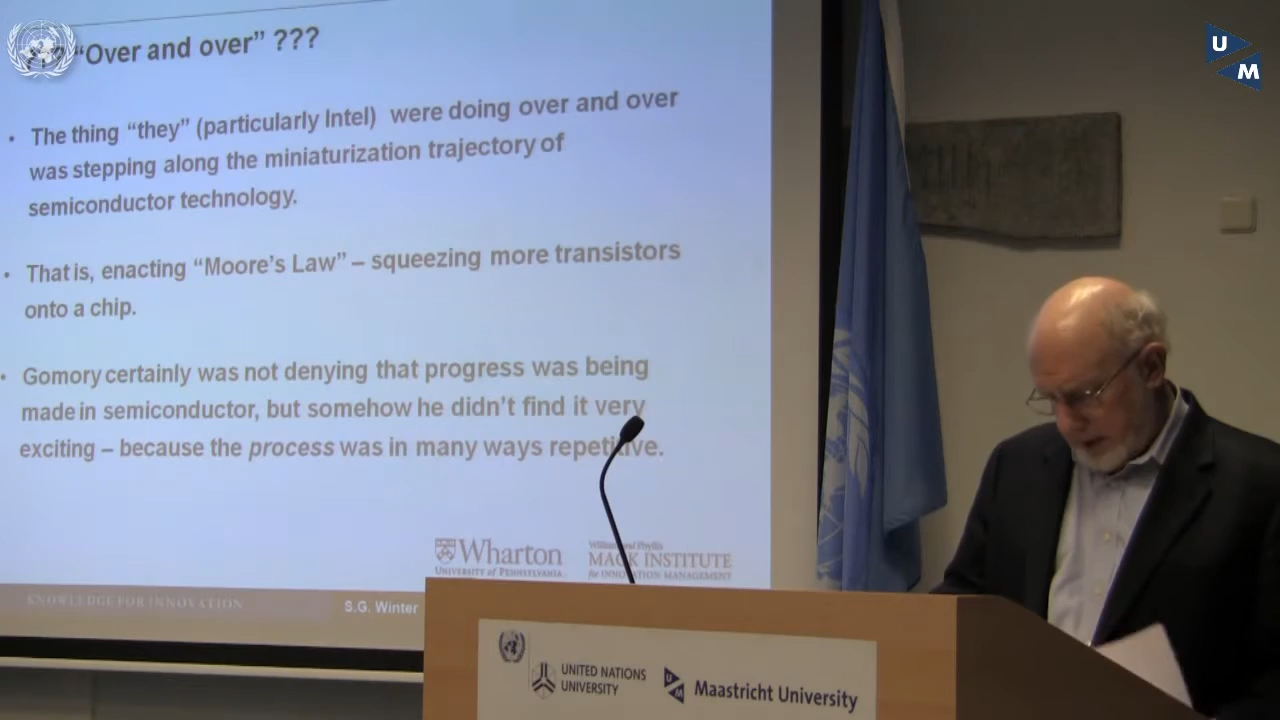 "Over and over" ???
• The thing "they" (particularly Intel) were doing over and over
was stepping along the miniaturization trajectory of
semiconductor technology.
• That is, enacting "Moore's Law" – squeezing more transistors
onto a chip.
• Gomory certainly was not denying that progress was being
made in semiconductor, but somehow he didn't find it very
exciting – because the process was in many ways repetitive.
Wharton
UNIVERSITY of PENNSYLVANIA
William and Phyllis
MACK INSTITUTE
for INNOVATION MANAGEMENT
KNOWLEDGE FOR INNOVATION
S.G. Winter
UNITED NATIONS
UNIVERSITY
U
M
Maastricht University
U
M